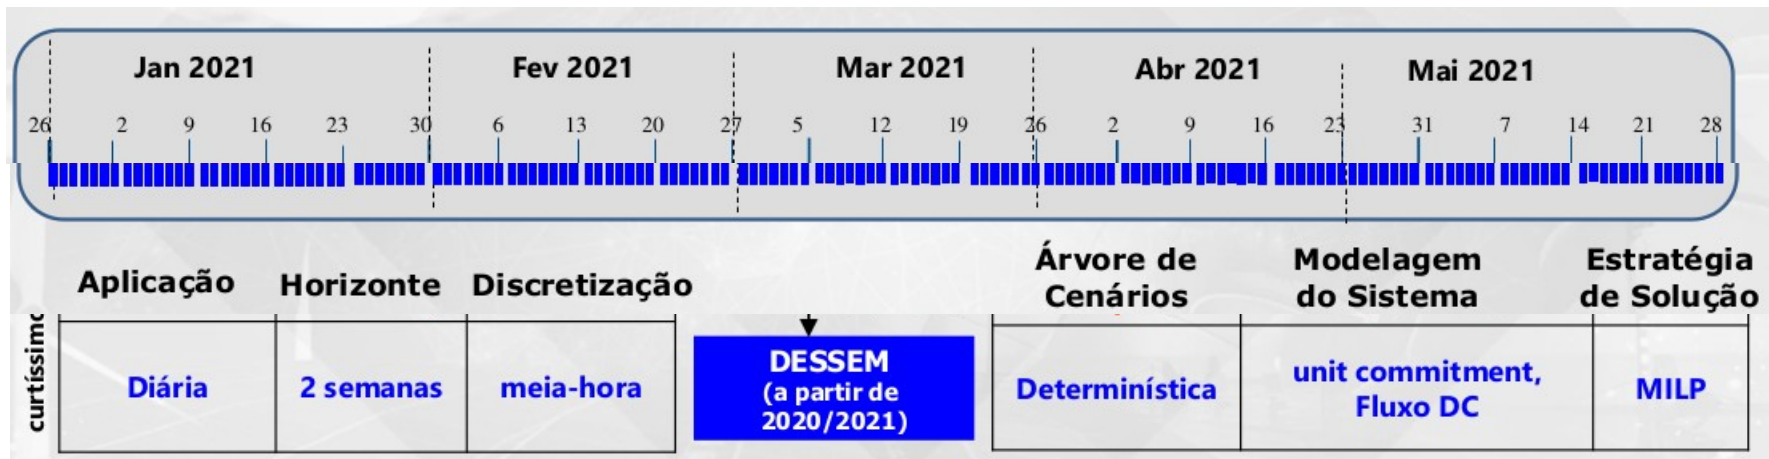 Jan 2021 Fev 2021 Mar 2021 Abr 2021 Mai 2021
26 2 9 16 23 30 6 13 20 27 5 12 19 26 2 9 16 23 31 7 14 21 28
Aplicação Horizonte Discretização Árvore de Cenários Modelagem do Sistema Estratégia de Solução
curtíssimo
Diária 2 semanas meia-hora
DESSEM
(a partir de
2020/2021)
Determinística
unit commitment,
Fluxo DC
MILP